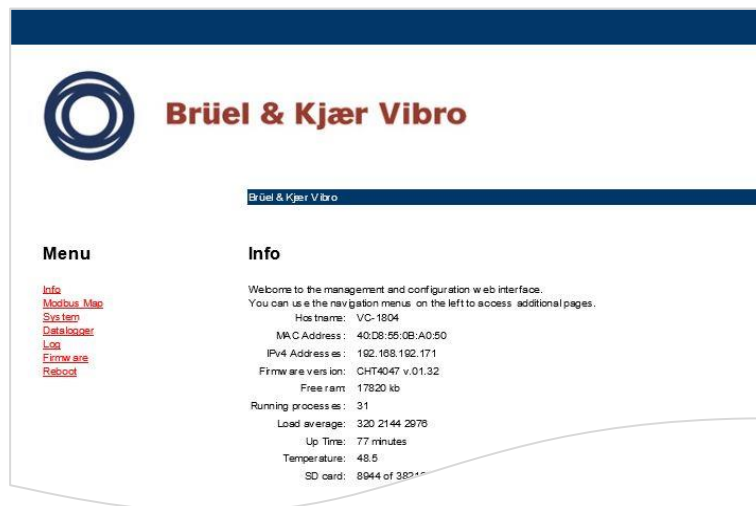 Brüel & Kjær Vibro
Brüel & Kjær Vibro
Menu
Info
Modbus Map
System
Datalogger
Log
Firmware
Reboot
Info
Welcome to the management and configuration web interface.
You can use the navigation menus on the left to access additional pages.
Hostname: VC-1804
MAC Address: 40:D8:55:0B:A0:50
IPv4 Addresses: 192.168.192.171
Firmware version: CHT4047 v.01.32
Free ram: 17820 kb
Running processes: 31
Load average: 320 2144 2976
Up Time: 77 minutes
Temperature: 48.5
SD card: 8944 of